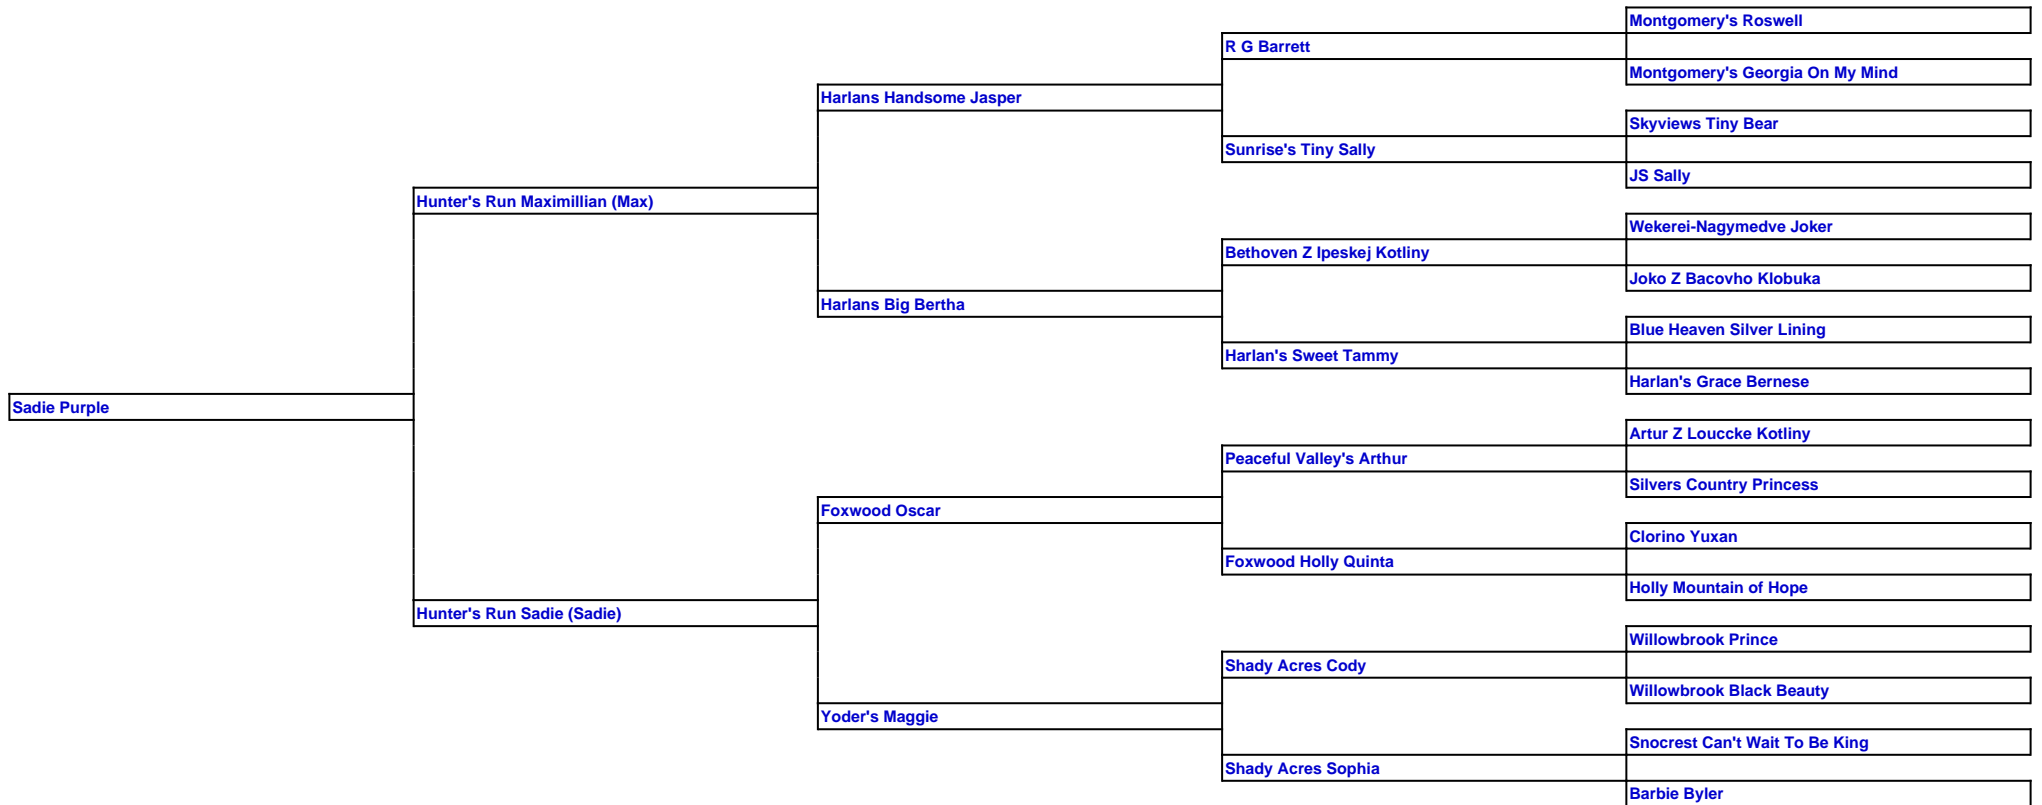 Montgomery's Roswell
R G Barrett
Montgomery's Georgia On My Mind
Harlans Handsome Jasper
Skyviews Tiny Bear
Sunrise's Tiny Sally
JS Sally
Hunter's Run Maximillian (Max)
Wekerei-Nagymedve Joker
Bethoven Z Ipeskej Kotliny
Joko Z Bacovho Klobuka
Harlans Big Bertha
Blue Heaven Silver Lining
Harlan's Sweet Tammy
Harlan's Grace Bernese
Sadie Purple
Artur Z Louccke Kotliny
Peaceful Valley's Arthur
Silvers Country Princess
Foxwood Oscar
Clorino Yuxan
Foxwood Holly Quinta
Holly Mountain of Hope
Hunter's Run Sadie (Sadie)
Willowbrook Prince
Shady Acres Cody
Willowbrook Black Beauty
Yoder's Maggie
Snocrest Can't Wait To Be King
Shady Acres Sophia
Barbie Byler